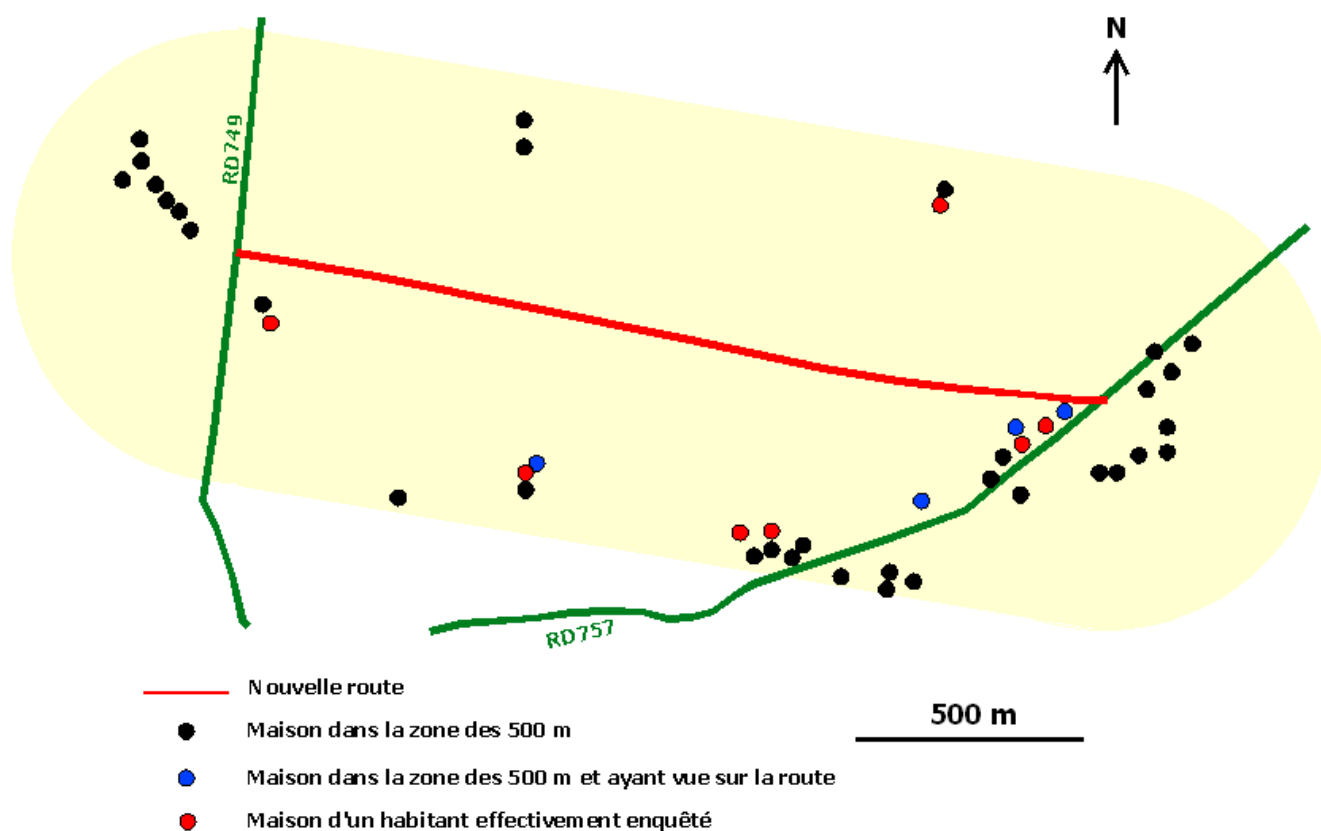 N
RD749
RD757
Nouvelle route
500 m
Maison dans la zone des 500 m
Maison dans la zone des 500 m et ayant vue sur la route
Maison d'un habitant effectivement enquêté